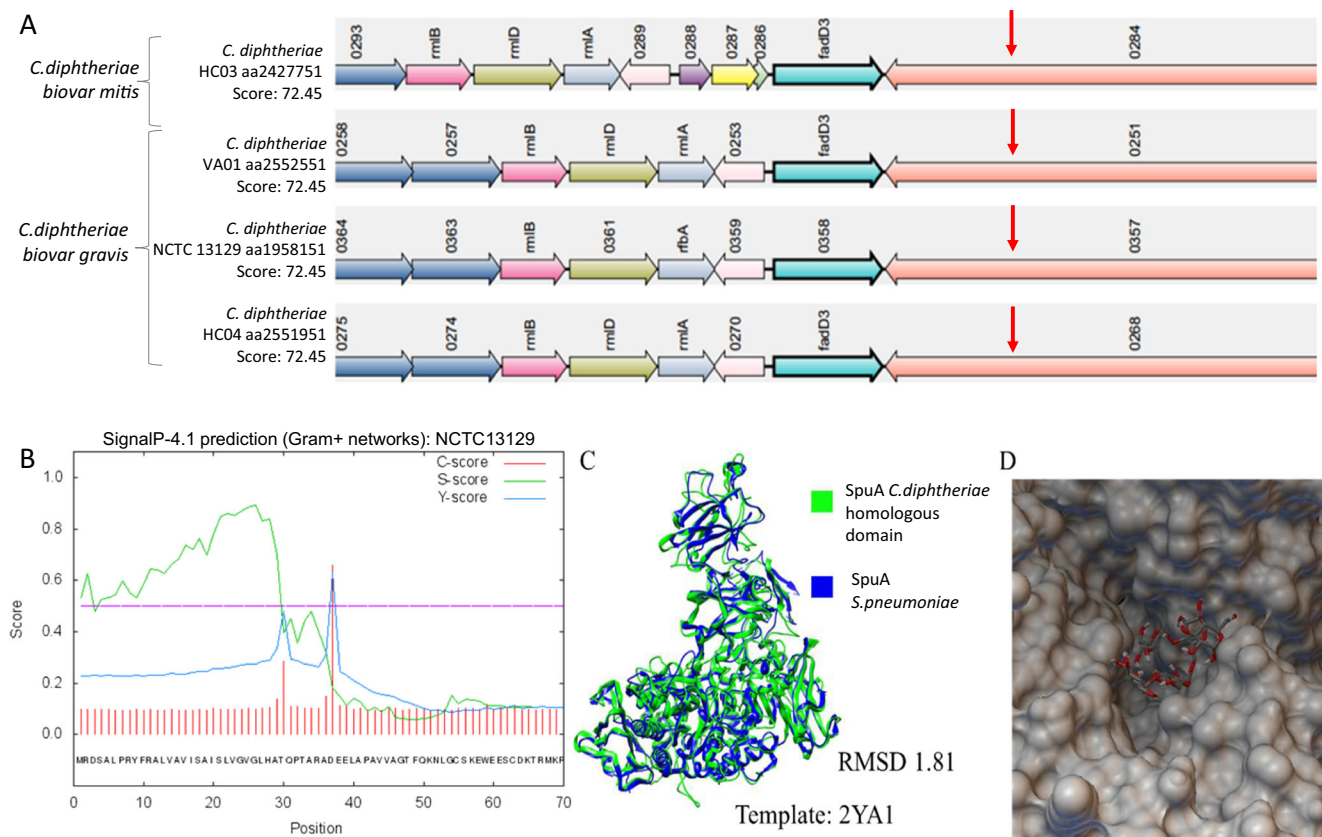 A
C.diphtheriae
biovar mitis
C. diphtheriae
HC03 aa2427751
Score: 72.45
0293
rmlB
rmlD
rmlA
0289
0288
0287
0286
fadD3
0284
C.diphtheriae
biovar gravis
C. diphtheriae
VA01 aa2552551
Score: 72.45
0258
0257
rmlB
rmlD
rmlA
0253
fadD3
0251
C. diphtheriae
NCTC 13129 aa1958151
Score: 72.45
0364
0363
rmlB
0361
rfbA
0359
0358
0357
C. diphtheriae
HC04 aa2551951
Score: 72.45
0275
0274
rmlB
rmlD
rmlA
0270
fadD3
0268
B
SignalP-4.1 prediction (Gram+ networks): NCTC13129
C-score
S-score
Y-score
Score
1.0
0.8
0.6
0.4
0.2
0.0
MRDSALPRYFRALVAVISAISLVGVGLHATQPTARADEELAPAVVAGTFQKNLGCSKEWEESCDKTRMKF
0 10 20 30 40 50 60 70
Position
C
SpuA C.diphtheriae
homologous
domain
SpuA
S.pneumoniae
RMSD 1.81
Template: 2YA1
D